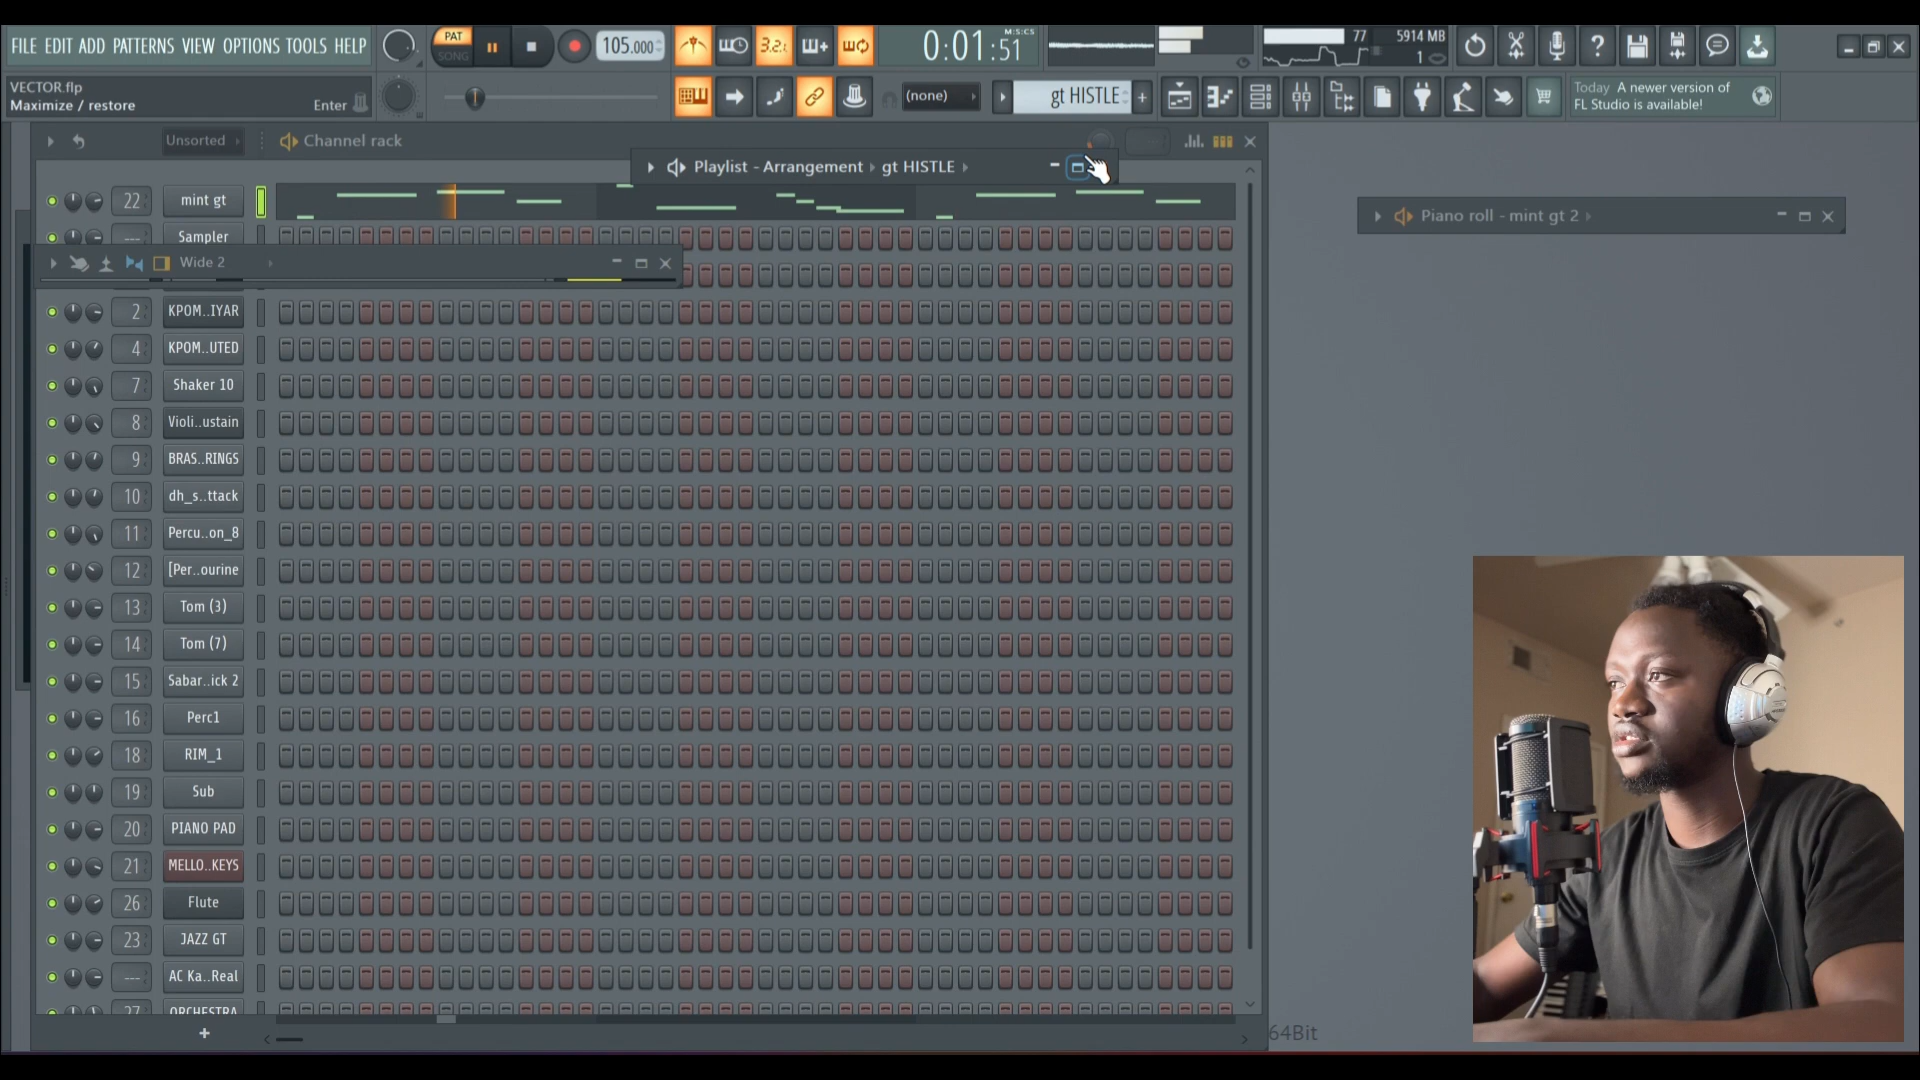 FILE EDIT ADD PATTERNS VIEW OPTIONS TOOLS HELP
PAT
SONG
105.000
3.2.
0:01:51
M:S:CS
77
5914 MB
1
VECTOR.flp
Maximize / restore
Enter
(none)
gt HISTLE
+
Today A newer version of
FL Studio is available!
Unsorted
Channel rack
Playlist - Arrangement
gt HISTLE
Piano roll - mint gt 2
22 mint gt
--- Sampler
Wide 2
2 KPOM..IYAR
4 KPOM..UTED
7 Shaker 10
8 Violi..ustain
9 BRAS..RINGS
10 dh_s..ttack
11 Percu..on_8
12 [Per..ourine
13 Tom (3)
14 Tom (7)
15 Sabar..ick 2
16 Perc1
18 RIM_1
19 Sub
20 PIANO PAD
21 MELLO..KEYS
26 Flute
23 JAZZ GT
--- AC Ka..Real
27 ORCHESTRA
+
64Bit